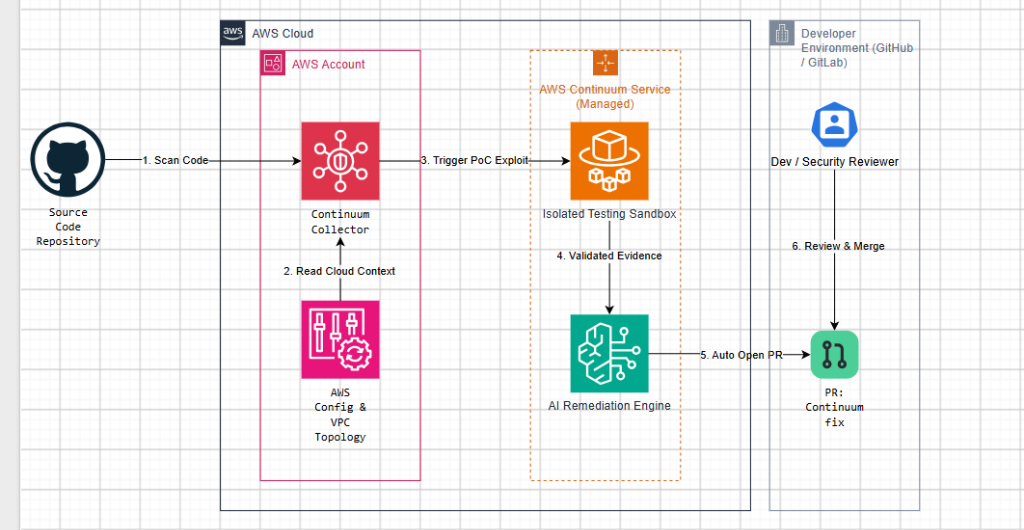 aws
AWS Cloud
AWS Account
AWS Continuum Service
(Managed)
Developer
Environment (GitHub
/ GitLab)
1. Scan Code
3. Trigger PoC Exploit
Dev / Security Reviewer
Source
Code
Repository
Continuum
Collector
Isolated Testing Sandbox
2. Read Cloud Context
4. Validated Evidence
6. Review & Merge
5. Auto Open PR
AWS
Config &
VPC
Topology
AI Remediation Engine
PR:
Continuum
fix